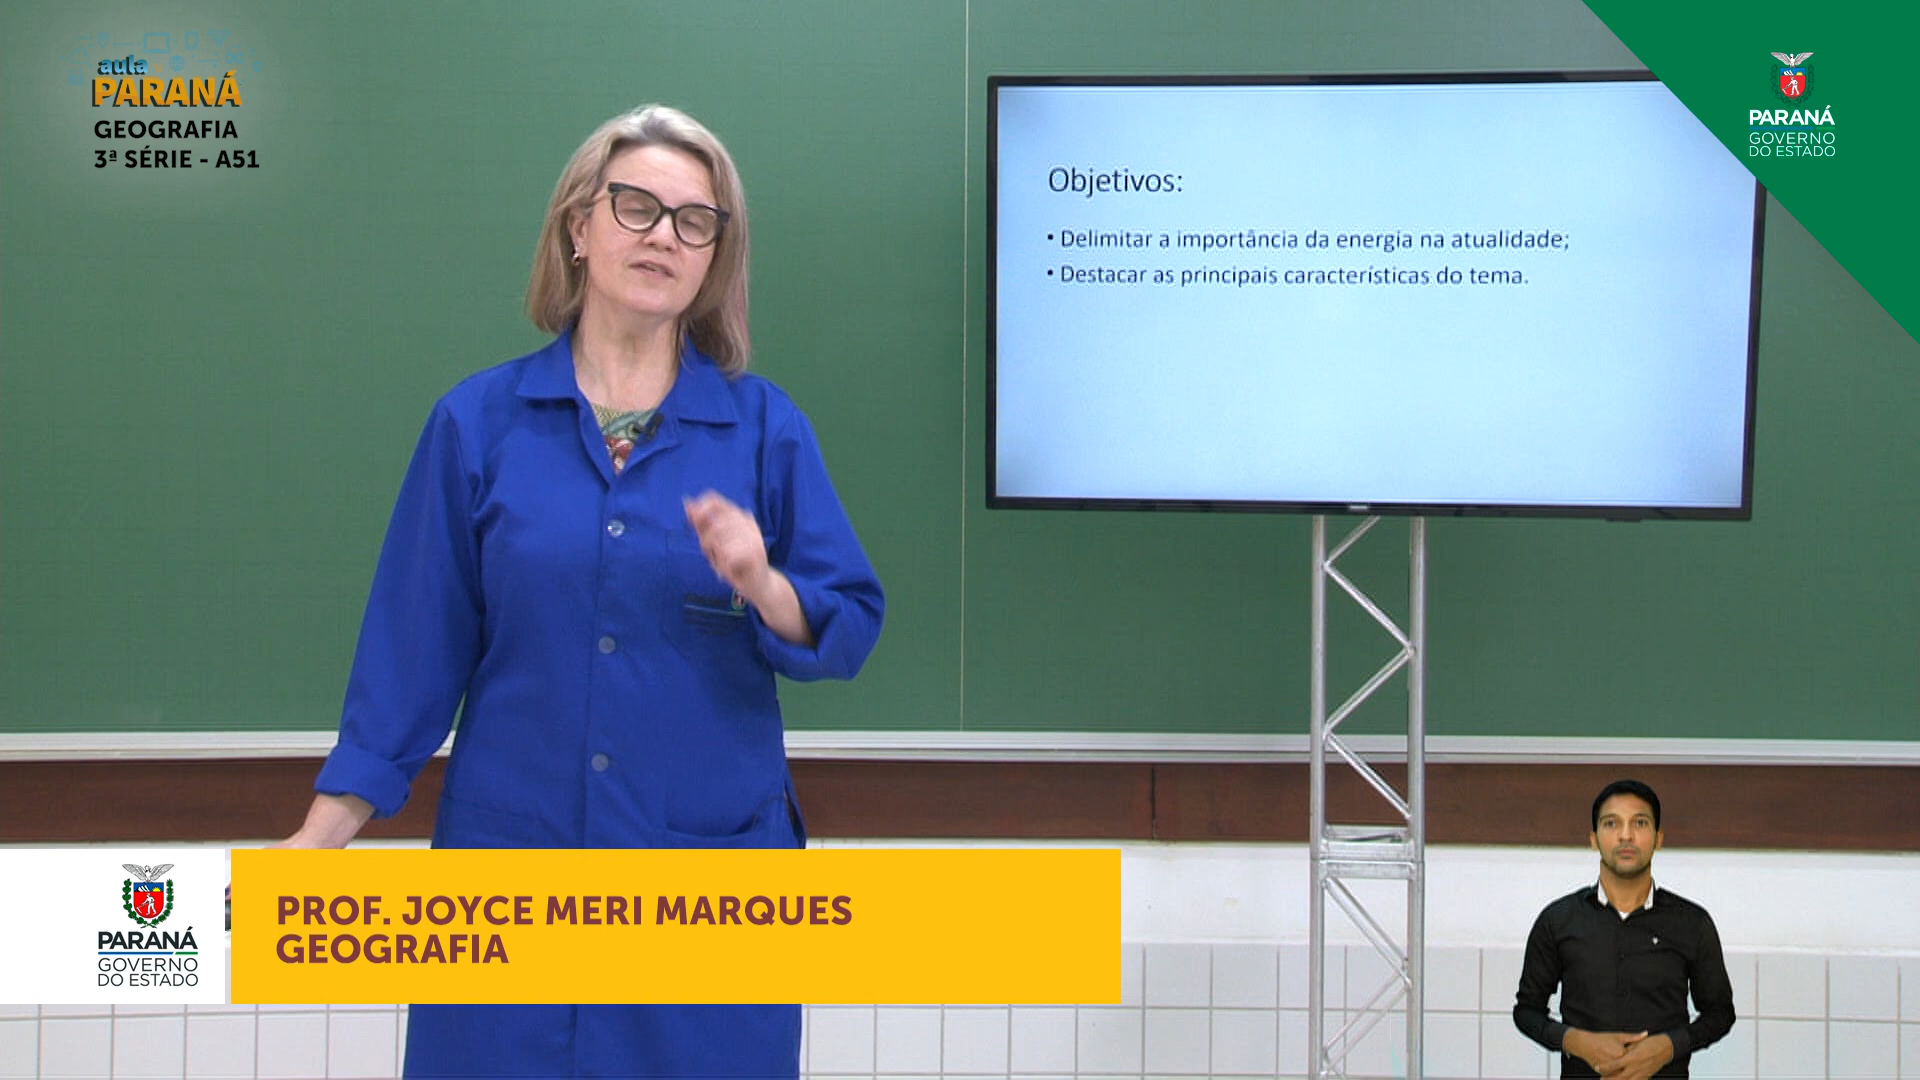 aula
PARANÁ
GEOGRAFIA
3ª SÉRIE - A51
PARANÁ
GOVERNO
DO ESTADO
Objetivos:
• Delimitar a importância da energia na atualidade;
• Destacar as principais características do tema.
PROF. JOYCE MERI MARQUES
GEOGRAFIA
PARANÁ
GOVERNO
DO ESTADO